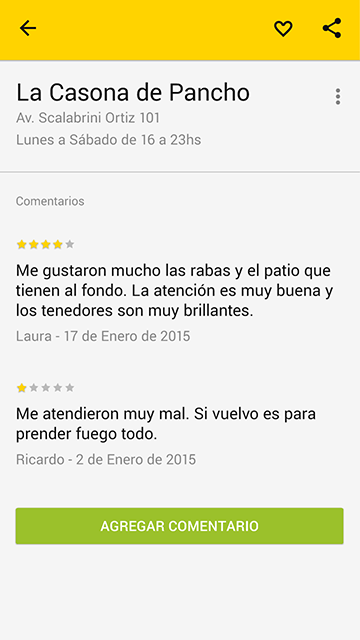 La Casona de Pancho
Av. Scalabrini Ortiz 101
Lunes a Sábado de 16 a 23hs
Comentarios
Me gustaron mucho las rabas y el patio que
tienen al fondo. La atención es muy buena y
los tenedores son muy brillantes.
Laura - 17 de Enero de 2015
Me atendieron muy mal. Si vuelvo es para
prender fuego todo.
Ricardo - 2 de Enero de 2015
AGREGAR COMENTARIO